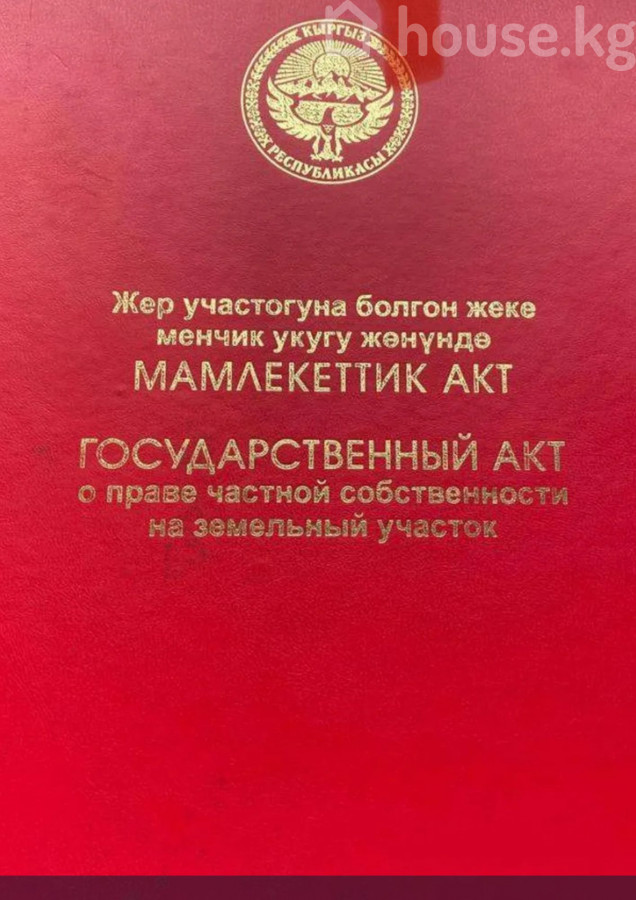 house.kg
КЫРГЫЗ
РЕСПУБЛИКАСЫ
Жер участогуна болгон жеке
менчик укугу жөнүндө
МАМЛЕКЕТТИК АКТ
ГОСУДАРСТВЕННЫЙ АКТ
о праве частной собственности
на земельный участок